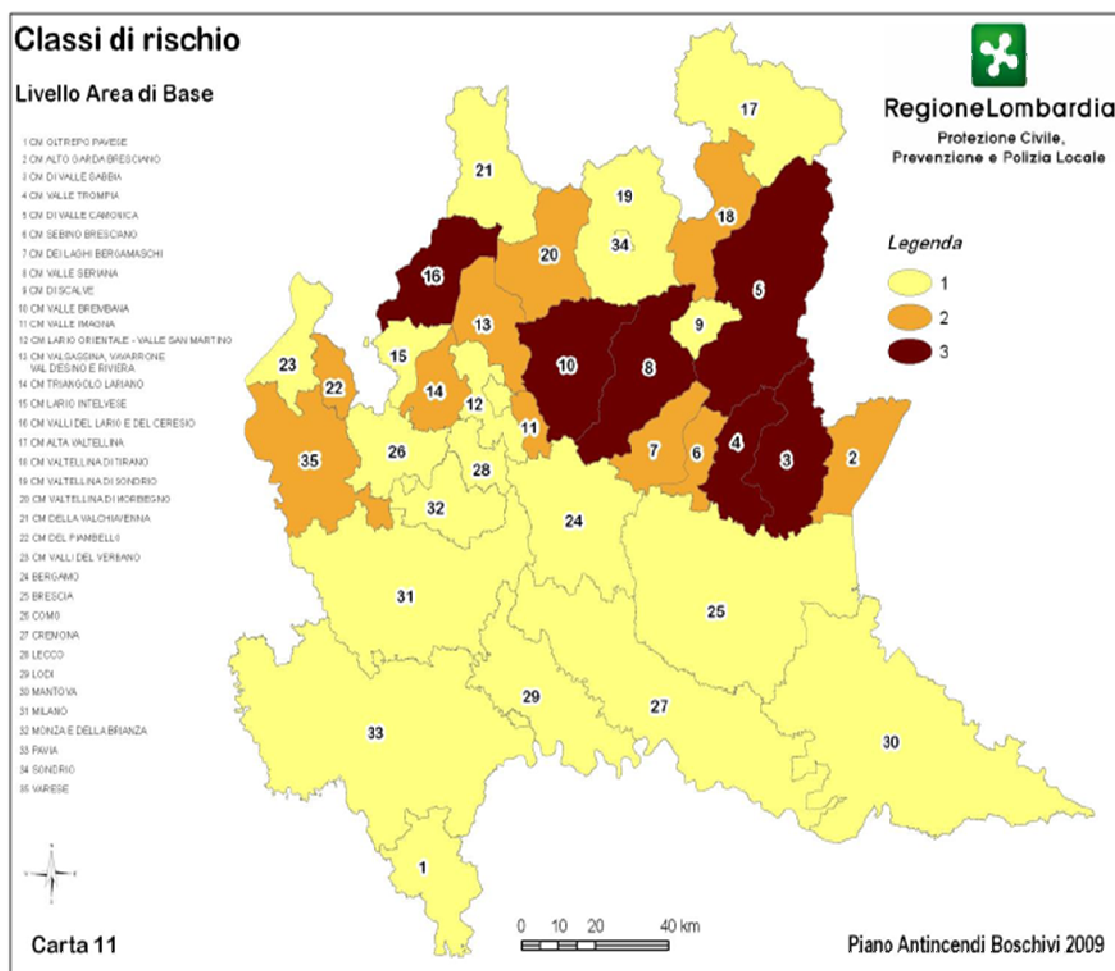 Classi di rischio
Livello Area di Base
1 CM OLTREPO PAVESE
2 CM ALTO GARDA BRESCIANO
3 CM DI VALLE SABBIA
4 CM VALLE TROMPIA
5 CM DI VALLE CAMONICA
6 CM SEBINO BRESCIANO
7 CM DEI LAGHI BERGAMASCHI
8 CM VALLE SERIANA
9 CM DI SCALVE
10 CM VALLE BREMBANA
11 CM VALLE IMAGNA
12 CM LARIO ORIENTALE - VALLE SAN MARTINO
13 CM VALSASSINA, VAVARRONE
VAL DESINO E RIVIERA
14 CM TRIANGOLO LARIANO
15 CM LARIO INTELVESE
16 CM VALLI DEL LARIO E DEL CERESIO
17 CM ALTA VALTELLINA
18 CM VALTELLINA DI TIRANO
19 CM VALTELLINA DI SONDRIO
20 CM VALTELLINA DI MORBEGNO
21 CM DELLA VALCHIAVENNA
22 CM DEL PIAMBELLO
23 CM VALLI DEL VERBANO
24 BERGAMO
25 BRESCIA
26 COMO
27 CREMONA
28 LECCO
29 LODI
30 MANTOVA
31 MILANO
32 MONZA E DELLA BRIANZA
33 PAVIA
34 SONDRIO
35 VARESE
RegioneLombardia
Protezione Civile,
Prevenzione e Polizia Locale
Legenda
1
2
3
17
21
19
18
34
20
16
5
13
9
15
23
10
8
22
14
12
11
4
7
6
3
2
26
35
28
32
24
31
25
29
27
33
30
1
0 10 20 40 km
Carta 11
Piano Antincendi Boschivi 2009